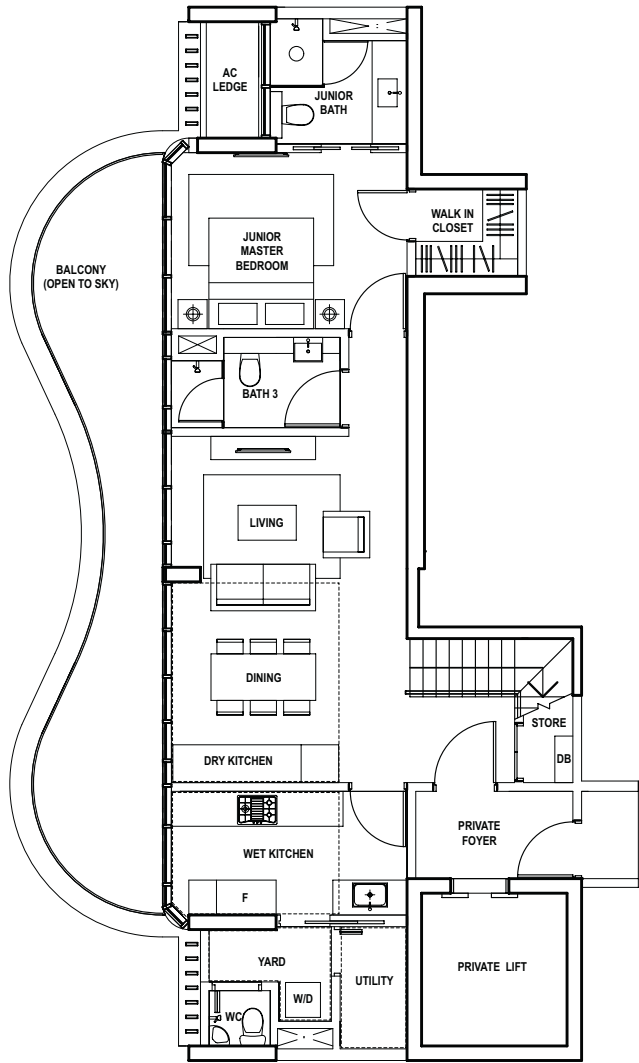 AC
LEDGE
JUNIOR
BATH
WALK IN
CLOSET
JUNIOR
MASTER
BEDROOM
BALCONY
(OPEN TO SKY)
BATH 3
LIVING
DINING
STORE
DB
DRY KITCHEN
PRIVATE
FOYER
WET KITCHEN
F
YARD
PRIVATE LIFT
UTILITY
W/D
WC